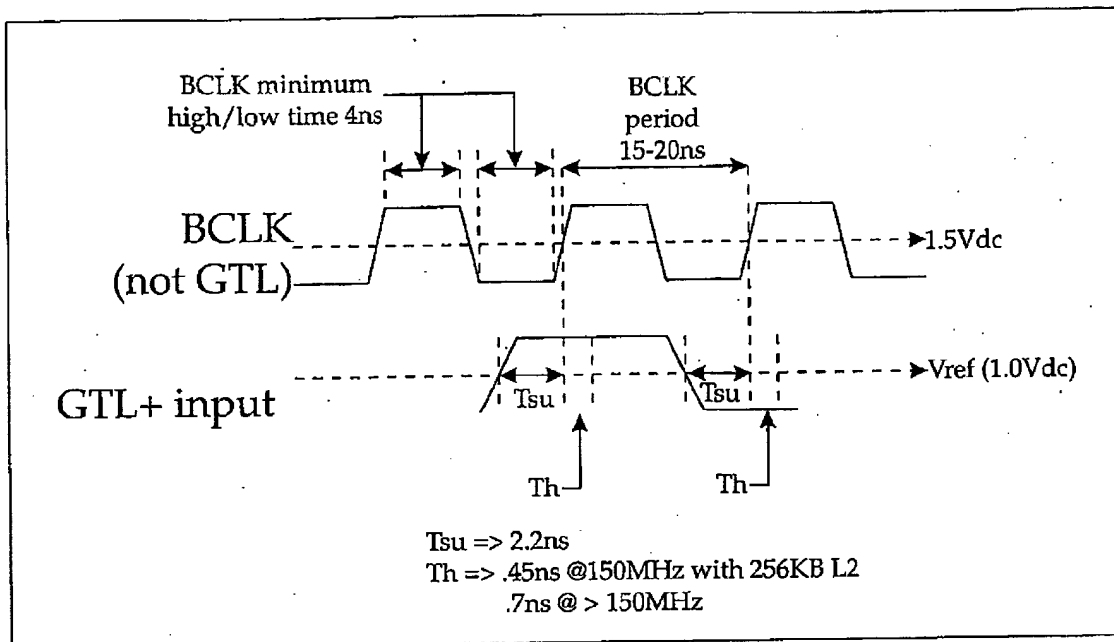 BCLK minimum
high/low time 4ns
BCLK
period
15-20ns
BCLK
(not GTL)
1.5Vdc
GTL+ input
Tsu
Tsu
Vref (1.0Vdc)
Th
Th
Tsu => 2.2ns
Th => .45ns @150MHz with 256KB L2
.7ns @ > 150MHz